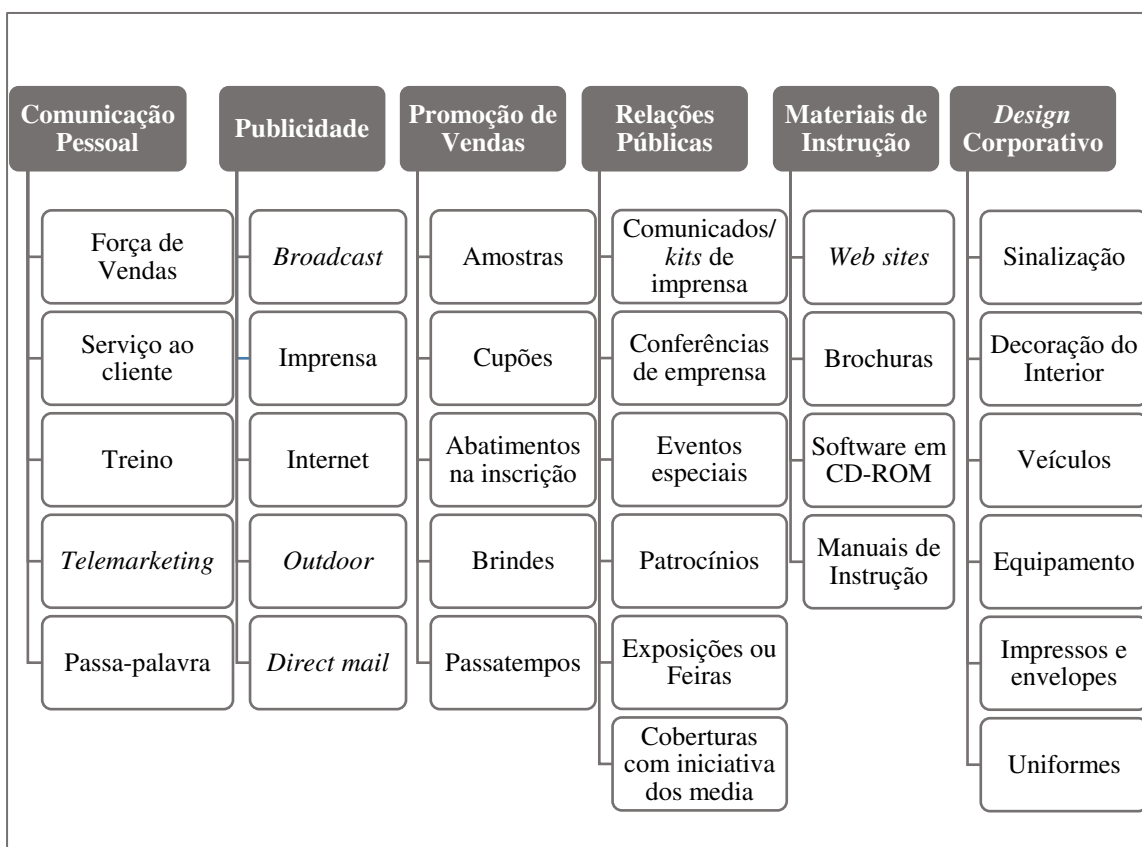 Comunicação
Pessoal
Força de
Vendas
Serviço ao
cliente
Treino
Telemarketing
Passa-palavra
Publicidade
Broadcast
Imprensa
Internet
Outdoor
Direct mail
Promoção de
Vendas
Amostras
Cupões
Abatimentos
na inscrição
Brindes
Passatempos
Relações
Públicas
Comunicados/
kits de
imprensa
Conferências
de emprensa
Eventos
especiais
Patrocínios
Exposições ou
Feiras
Coberturas
com iniciativa
dos media
Materiais de
Instrução
Web sites
Brochuras
Software em
CD-ROM
Manuais de
Instrução
Design
Corporativo
Sinalização
Decoração do
Interior
Veículos
Equipamento
Impressos e
envelopes
Uniformes